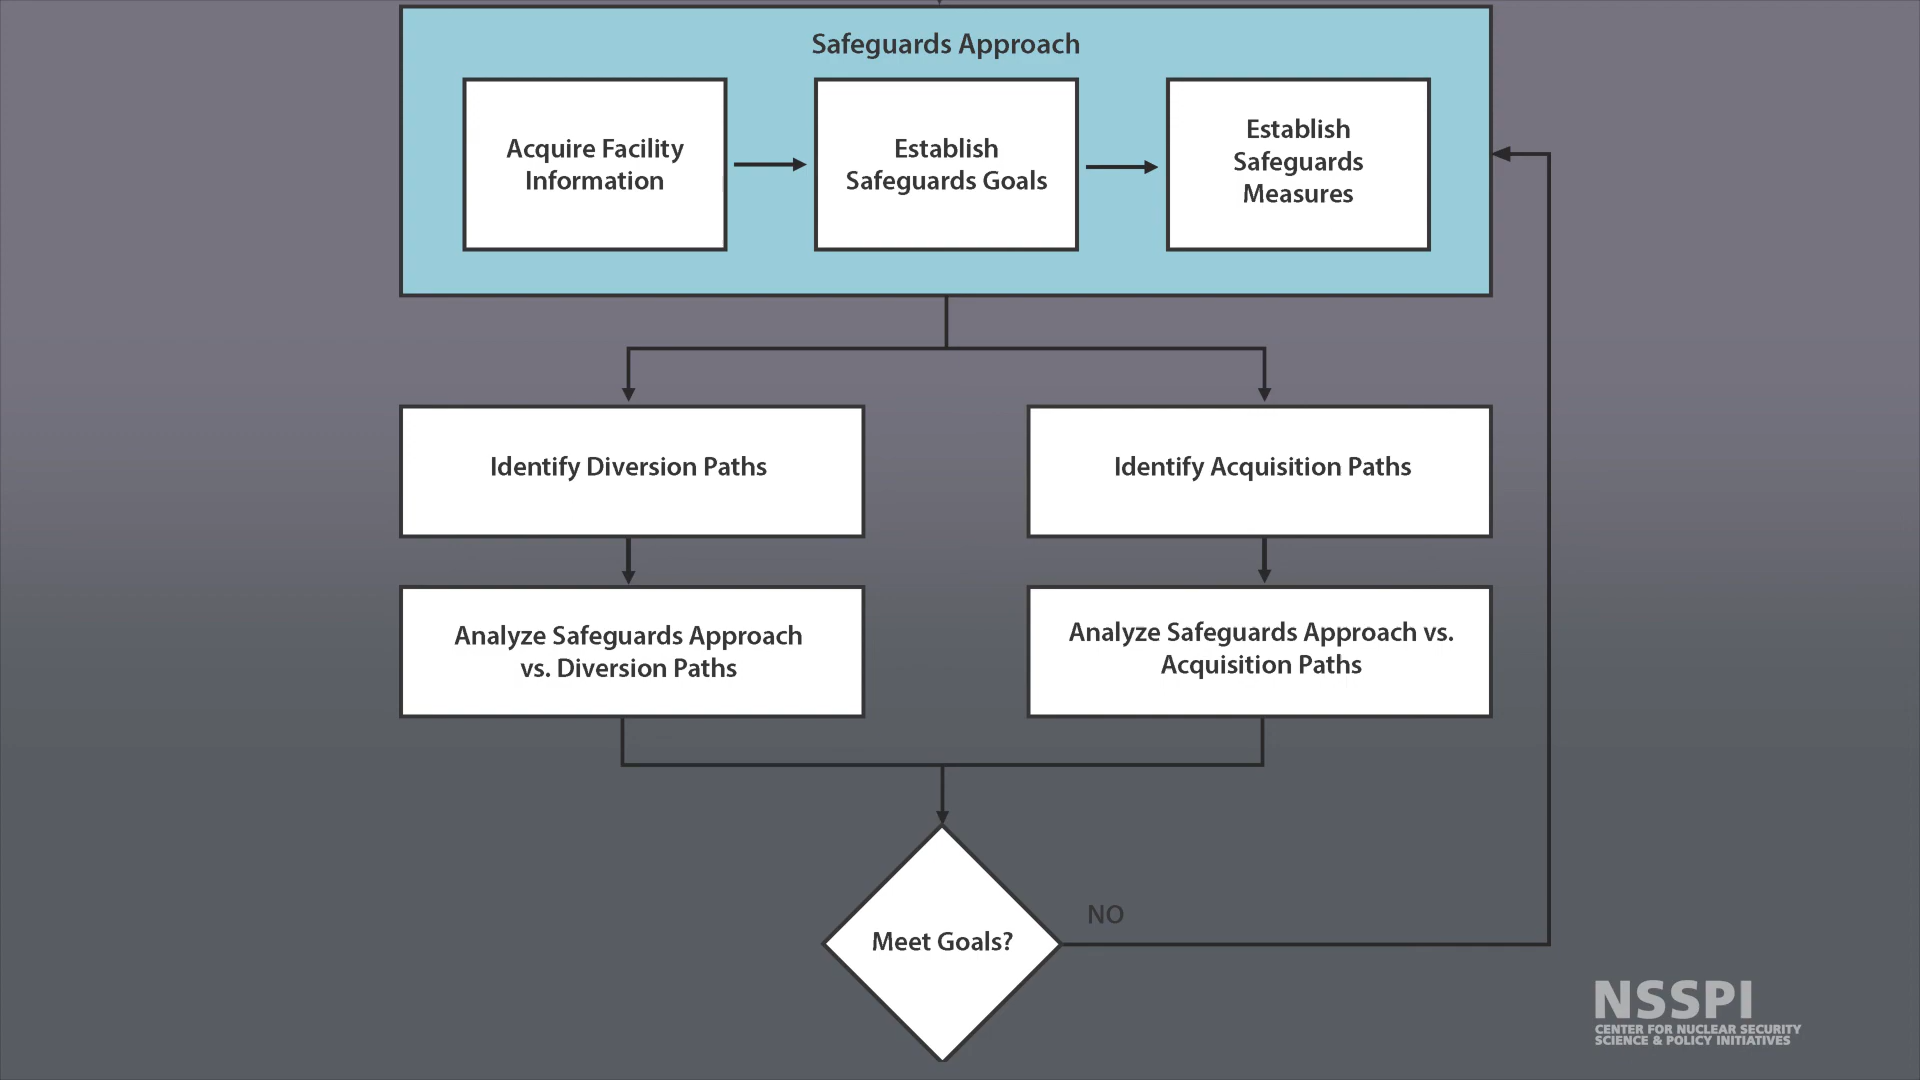 Safeguards Approach
Acquire Facility
Information
Establish
Safeguards Goals
Establish
Safeguards
Measures
Identify Diversion Paths
Identify Acquisition Paths
Analyze Safeguards Approach
vs. Diversion Paths
Analyze Safeguards Approach vs.
Acquisition Paths
Meet Goals?
NO
NSSPI
CENTER FOR NUCLEAR SECURITY
SCIENCE & POLICY INITIATIVES